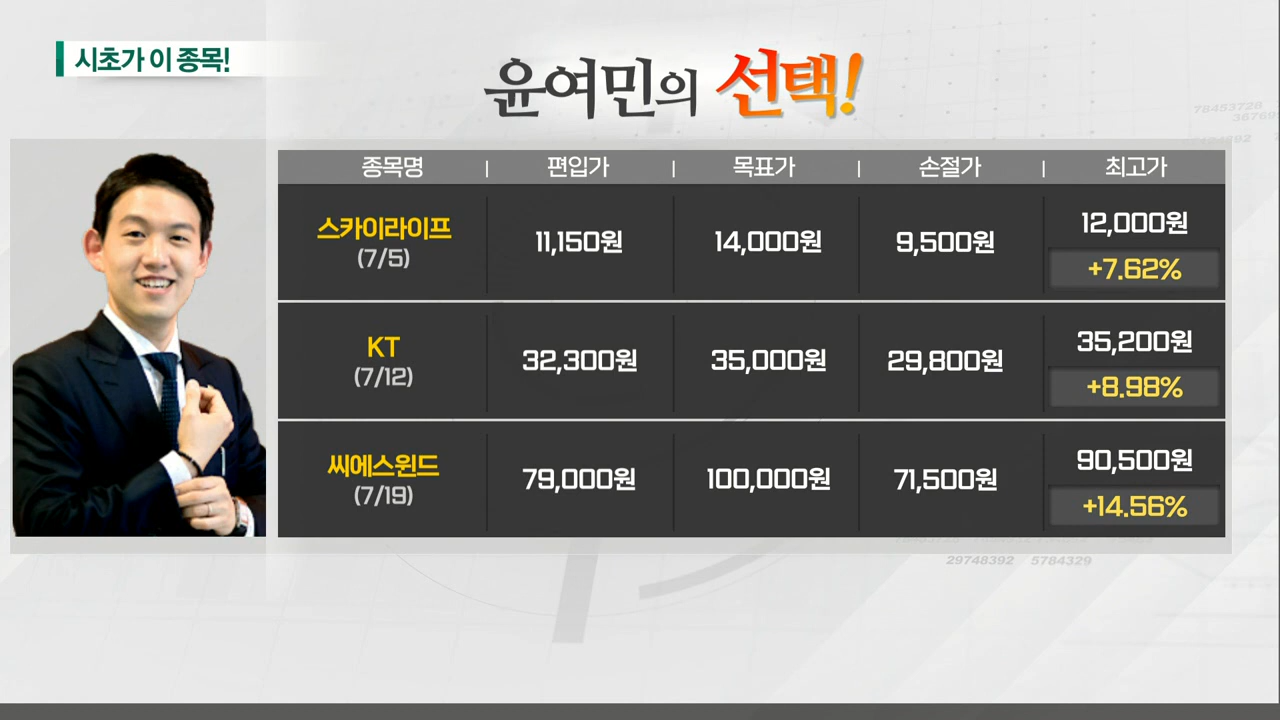 시초가 이 종목!
윤여민의 선택!
종목명 | 편입가 | 목표가 | 손절가 | 최고가
스카이라이프
(7/5)
11,150원
14,000원
9,500원
12,000원
+7.62%
KT
(7/12)
32,300원
35,000원
29,800원
35,200원
+8.98%
씨에스윈드
(7/19)
79,000원
100,000원
71,500원
90,500원
+14.56%
78453728
29748392 5784329